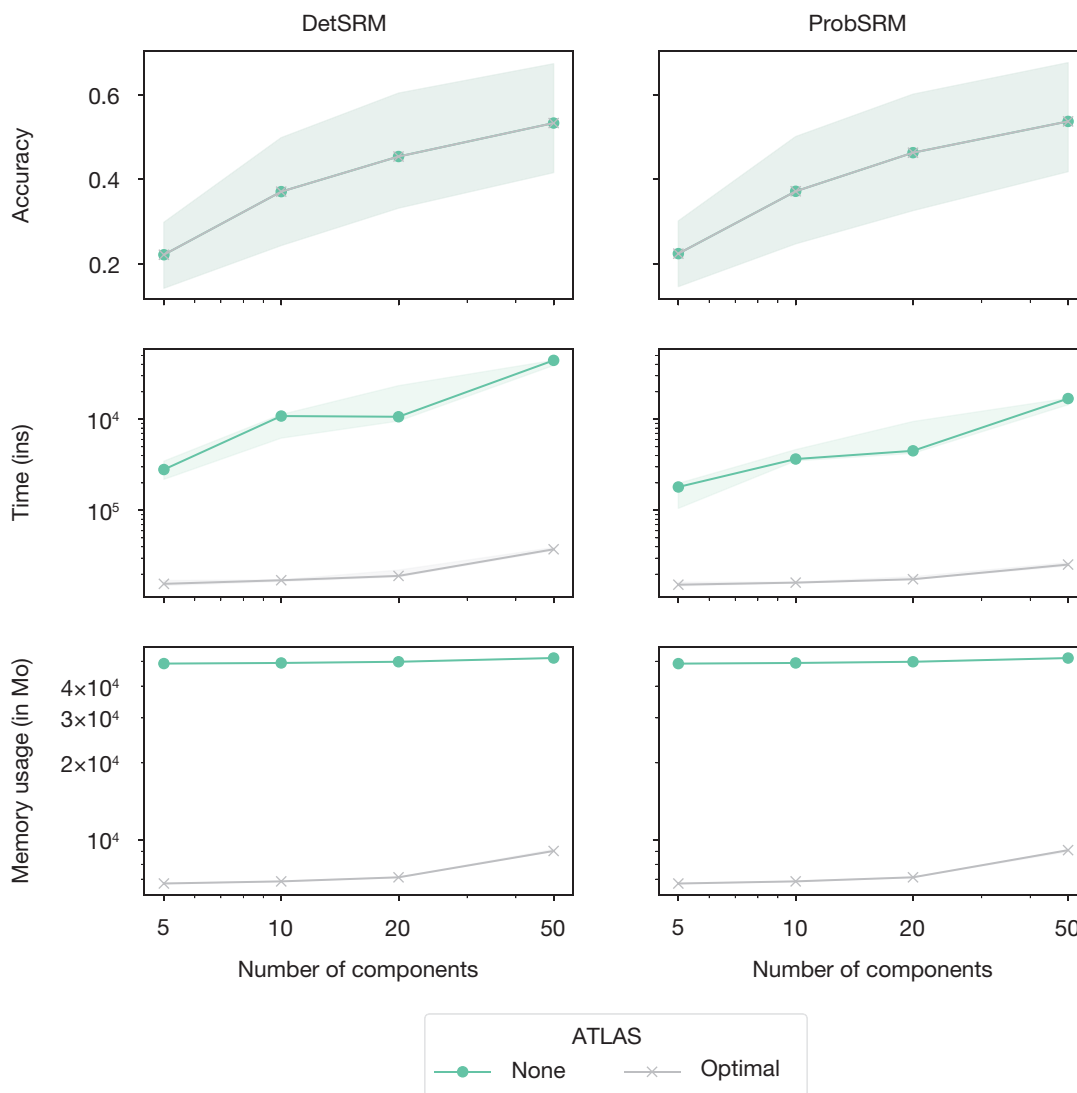 DetSRM
ProbSRM
Accuracy
0.6
0.4
0.2
Time (ins)
10⁴
10⁵
Memory usage (in Mo)
4×10⁴
3×10⁴
2×10⁴
10⁴
5 10 20 50
5 10 20 50
Number of components
Number of components
ATLAS
None Optimal